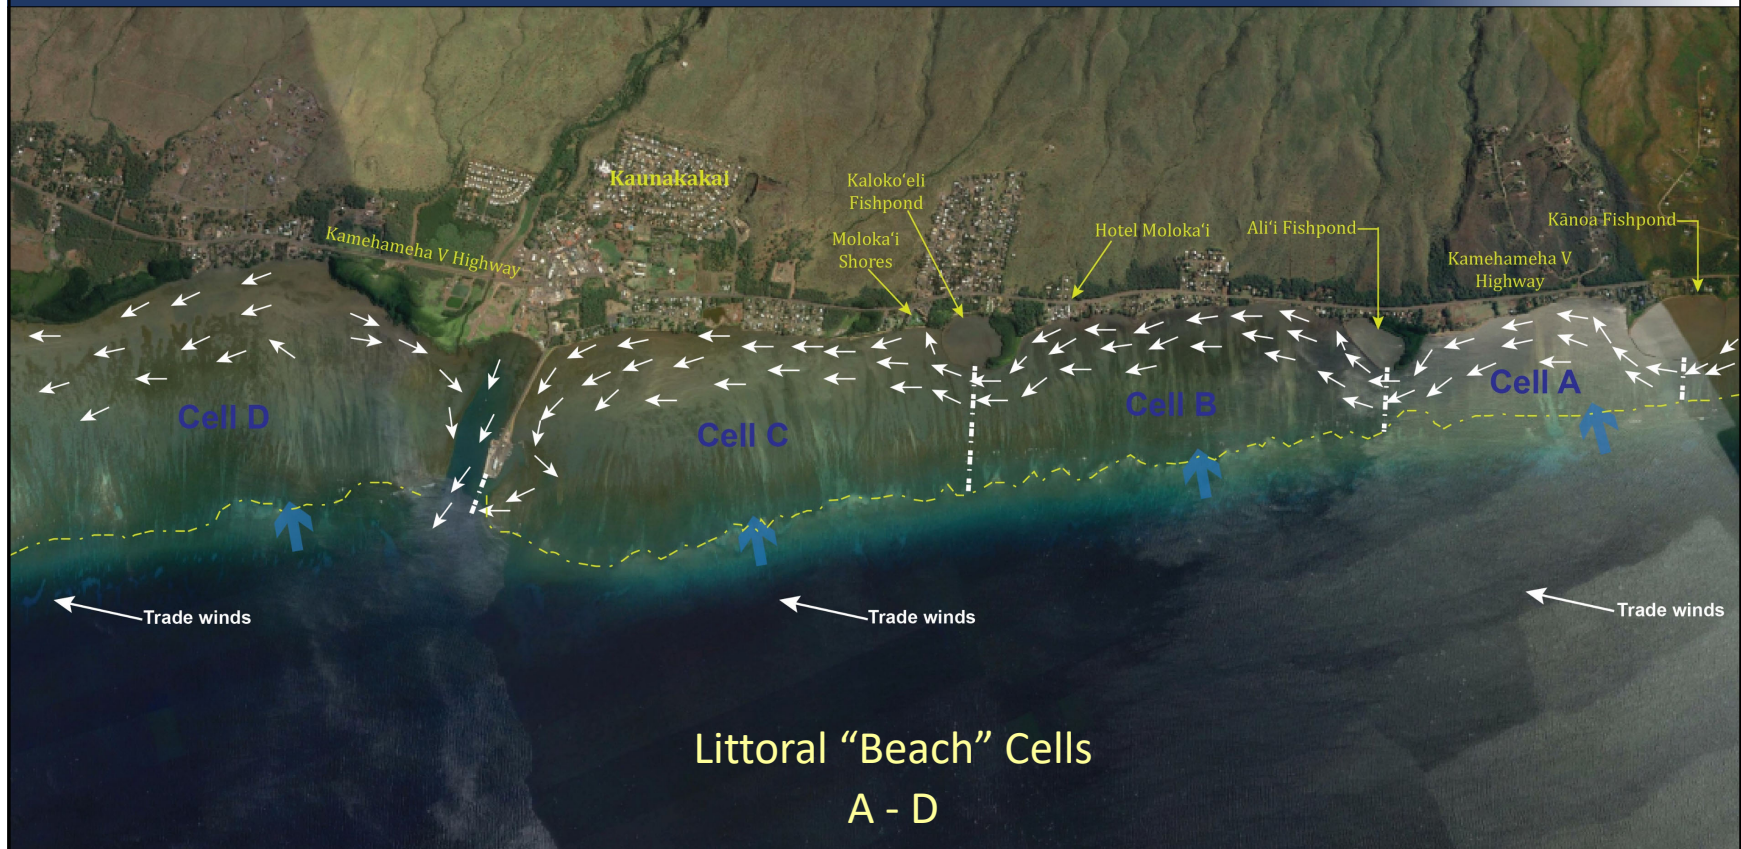 Kaunakakai
Kaloko‘eli
Fishpond
Moloka‘i
Shores
Hotel Moloka‘i
Ali‘i Fishpond
Kānoa Fishpond
Kamehameha V Highway
Kamehameha V
Highway
Cell D
Cell C
Cell B
Cell A
Trade winds
Trade winds
Trade winds
Littoral “Beach” Cells
A - D